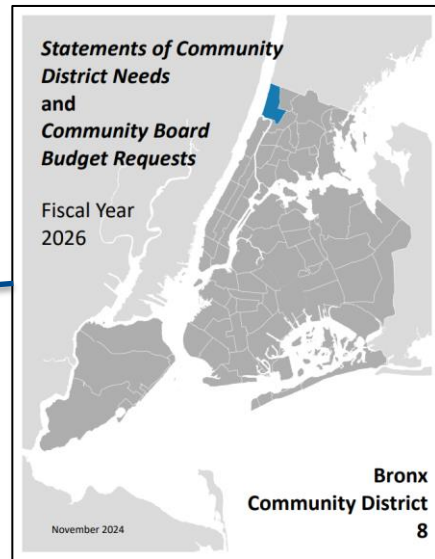 Statements of Community
District Needs
and
Community Board
Budget Requests
Fiscal Year
2026
Bronx
Community District
8
November 2024